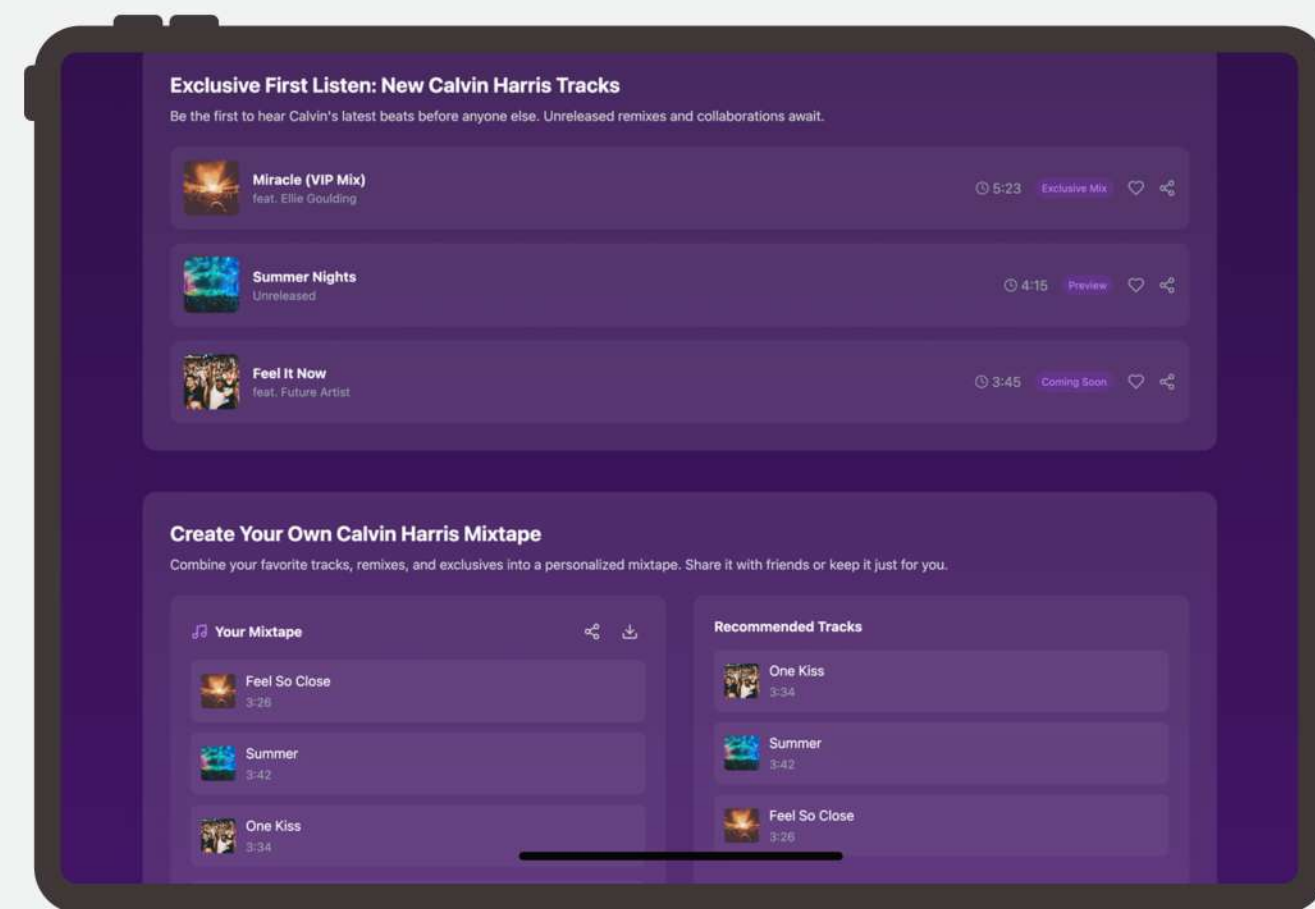 Exclusive First Listen: New Calvin Harris Tracks
Be the first to hear Calvin's latest beats before anyone else. Unreleased remixes and collaborations await.
Miracle (VIP Mix)
feat. Ellie Goulding
5:23 Exclusive Mix
Summer Nights
Unreleased
4:15 Preview
Feel It Now
feat. Future Artist
3:45 Coming Soon
Create Your Own Calvin Harris Mixtape
Combine your favorite tracks, remixes, and exclusives into a personalized mixtape. Share it with friends or keep it just for you.
Your Mixtape
Feel So Close
3:26
Summer
3:42
One Kiss
3:34
Recommended Tracks
One Kiss
3:34
Summer
3:42
Feel So Close
3:26